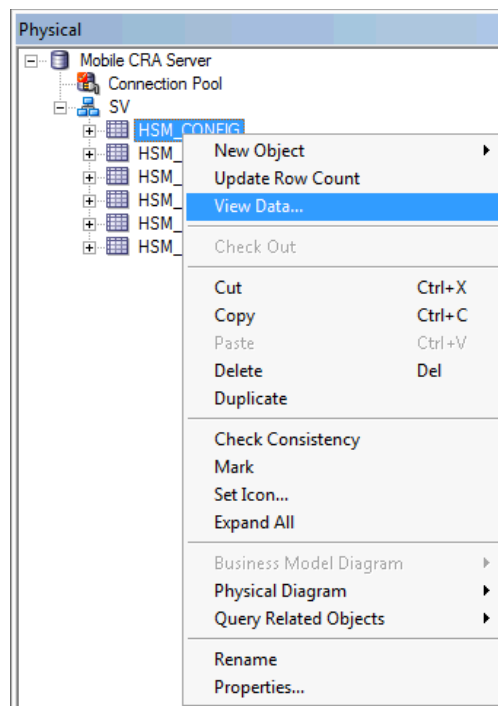 Physical
Mobile CRA Server
Connection Pool
SV
HSM_CONFIG
HSM_
HSM_
HSM_
HSM_
HSM_
New Object
Update Row Count
View Data...
Check Out
Cut Ctrl+X
Copy Ctrl+C
Paste Ctrl+V
Delete Del
Duplicate
Check Consistency
Mark
Set Icon...
Expand All
Business Model Diagram
Physical Diagram
Query Related Objects
Rename
Properties...